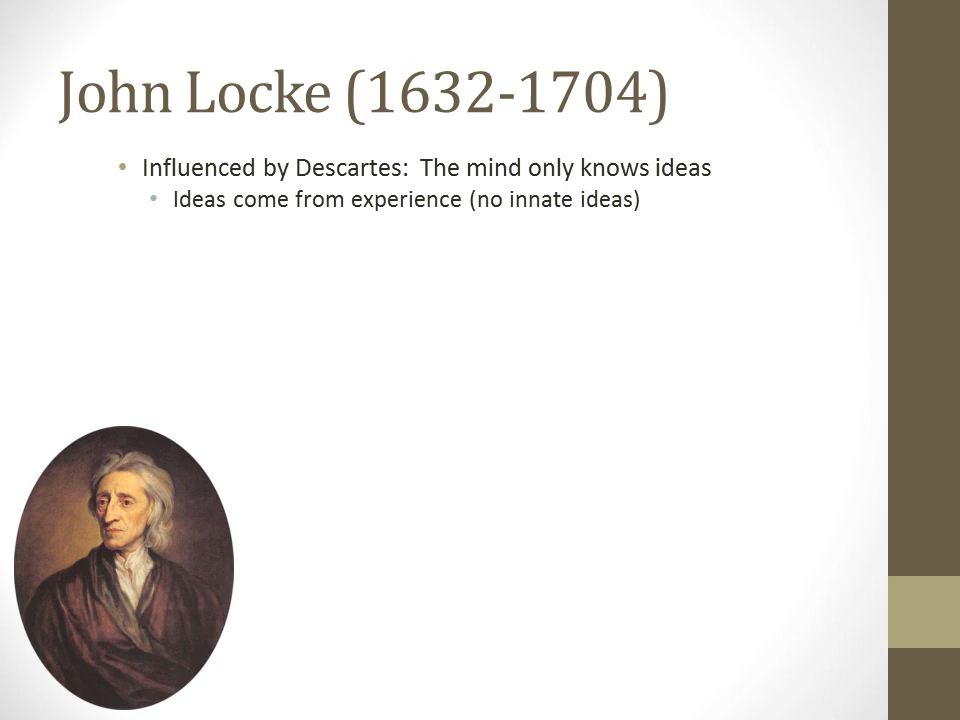 John Locke (1632-1704)
• Influenced by Descartes:  The mind only knows ideas
• Ideas come from experience (no innate ideas)